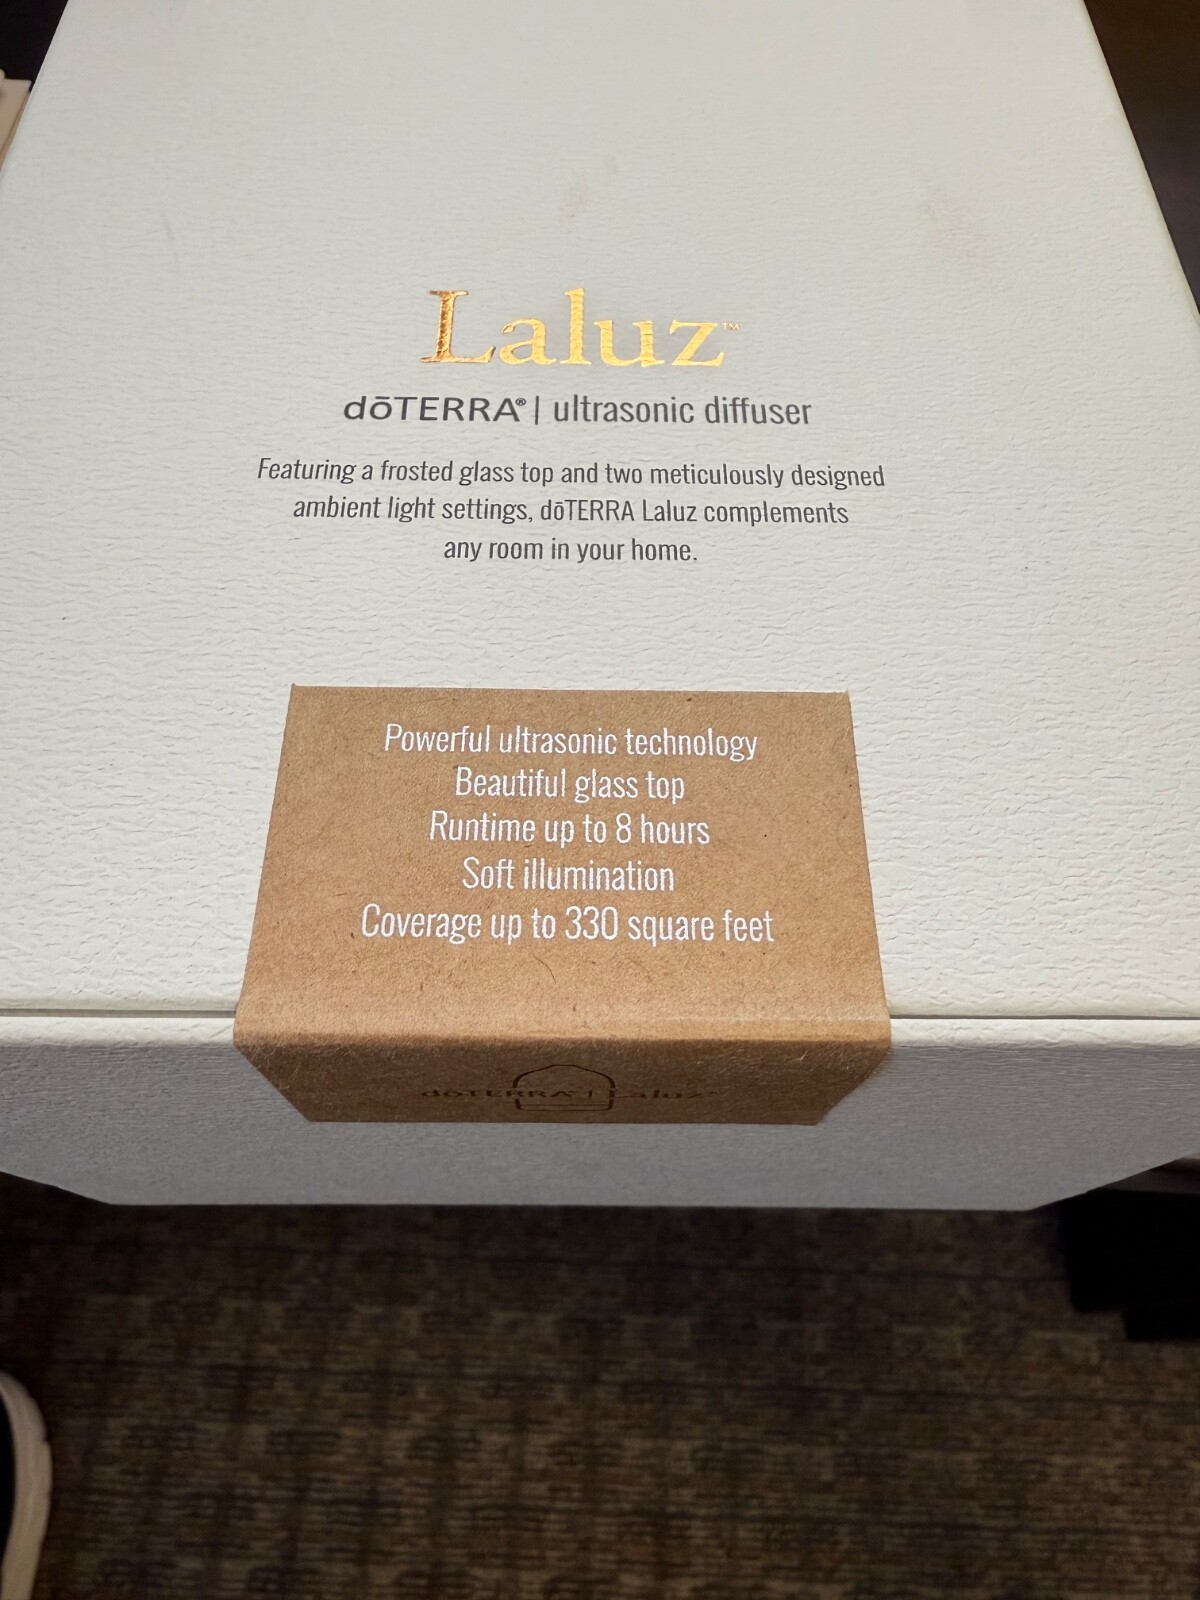 Laluz™
dōTERRA® | ultrasonic diffuser
Featuring a frosted glass top and two meticulously designed
ambient light settings, dōTERRA Laluz complements
any room in your home.
Powerful ultrasonic technology
Beautiful glass top
Runtime up to 8 hours
Soft illumination
Coverage up to 330 square feet
dōTERRA® | Laluz™